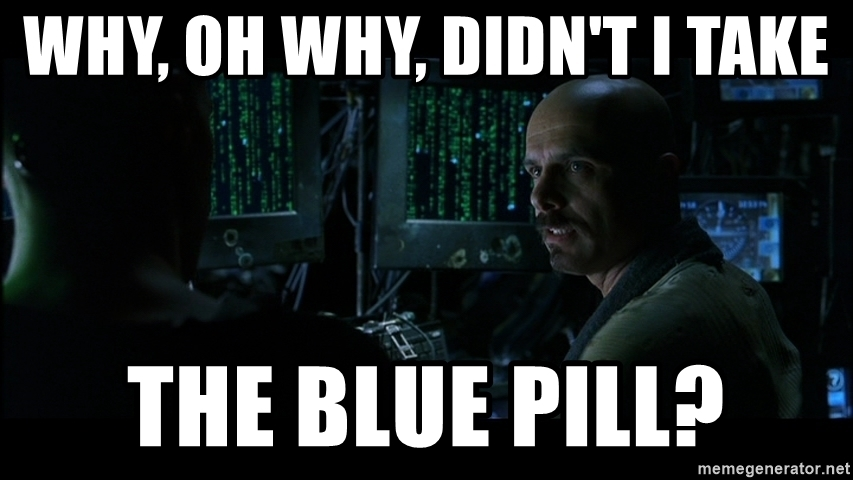 WHY, OH WHY, DIDN'T I TAKE
THE BLUE PILL?
memegenerator.net